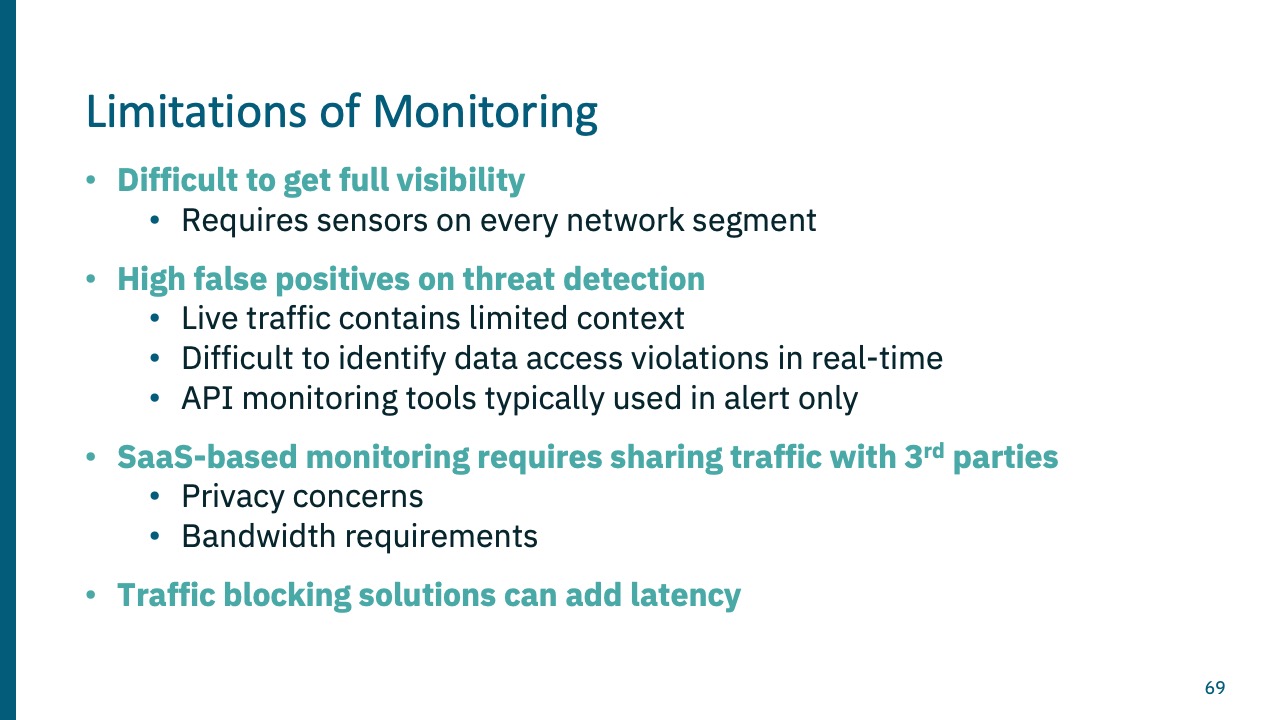 Limitations of Monitoring
• Difficult to get full visibility
• Requires sensors on every network segment
• High false positives on threat detection
• Live traffic contains limited context
• Difficult to identify data access violations in real-time
• API monitoring tools typically used in alert only
• SaaS-based monitoring requires sharing traffic with 3rd parties
• Privacy concerns
• Bandwidth requirements
• Traffic blocking solutions can add latency
69